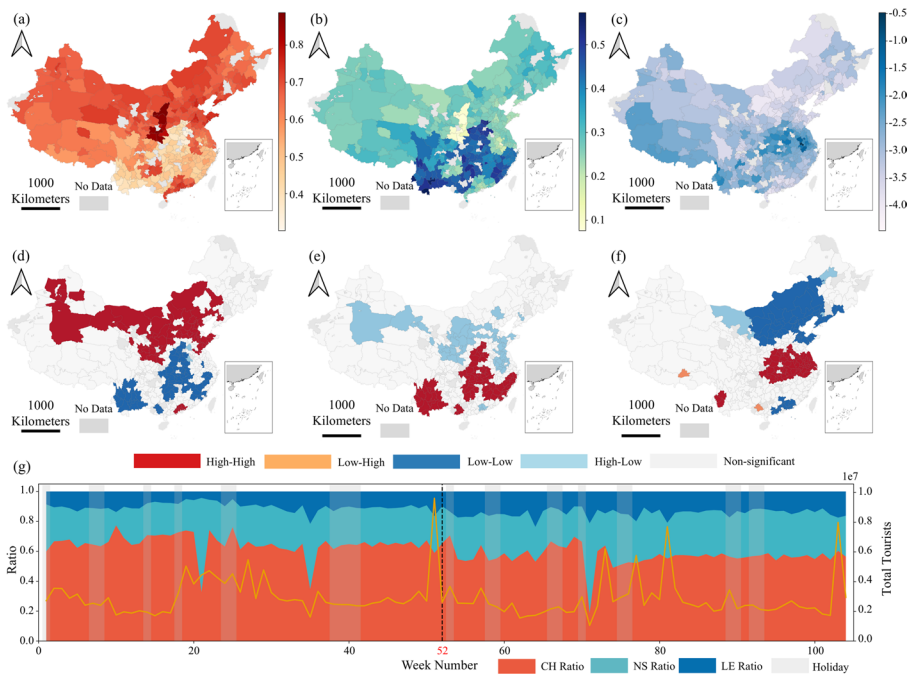 (a)
1000
Kilometers
No Data
0.8
0.7
0.6
0.5
0.4
(b)
1000
Kilometers
No Data
0.5
0.4
0.3
0.2
0.1
(c)
1000
Kilometers
No Data
-0.5
-1.0
-1.5
-2.0
-2.5
-3.0
-3.5
-4.0
(d)
1000
Kilometers
No Data
(e)
1000
Kilometers
No Data
(f)
1000
Kilometers
No Data
High-High
Low-High
Low-Low
High-Low
Non-significant
(g)
1e7
Ratio
1.0
0.8
0.6
0.4
0.2
0.0
1.0
0.8
0.6
0.4
0.2
0.0
Total Tourists
0
20
40
52
60
80
100
Week Number
CH Ratio
NS Ratio
LE Ratio
Holiday